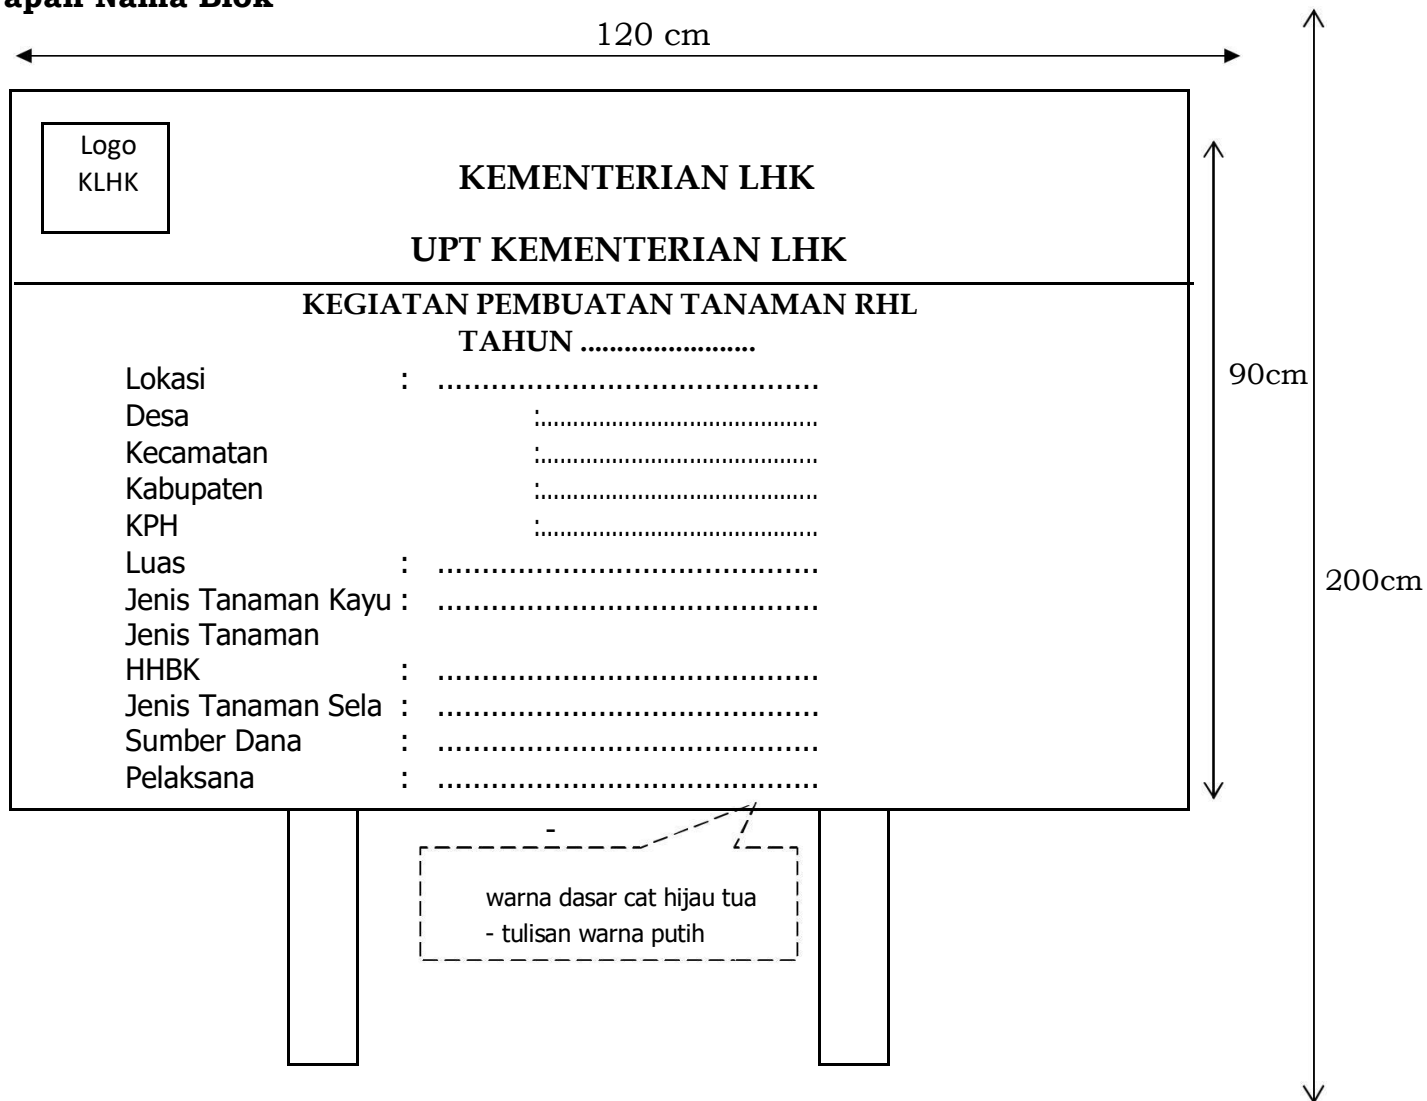 apan Nama Blok
120 cm
Logo
KLHK
KEMENTERIAN LHK
UPT KEMENTERIAN LHK
KEGIATAN PEMBUATAN TANAMAN RHL
TAHUN ........................
Lokasi : ...........................................
Desa :...........................................
Kecamatan :...........................................
Kabupaten :...........................................
KPH :...........................................
Luas : ...........................................
Jenis Tanaman Kayu : ...........................................
Jenis Tanaman
HHBK : ...........................................
Jenis Tanaman Sela : ...........................................
Sumber Dana : ...........................................
Pelaksana : ...........................................
90cm
200cm
-
warna dasar cat hijau tua
- tulisan warna putih